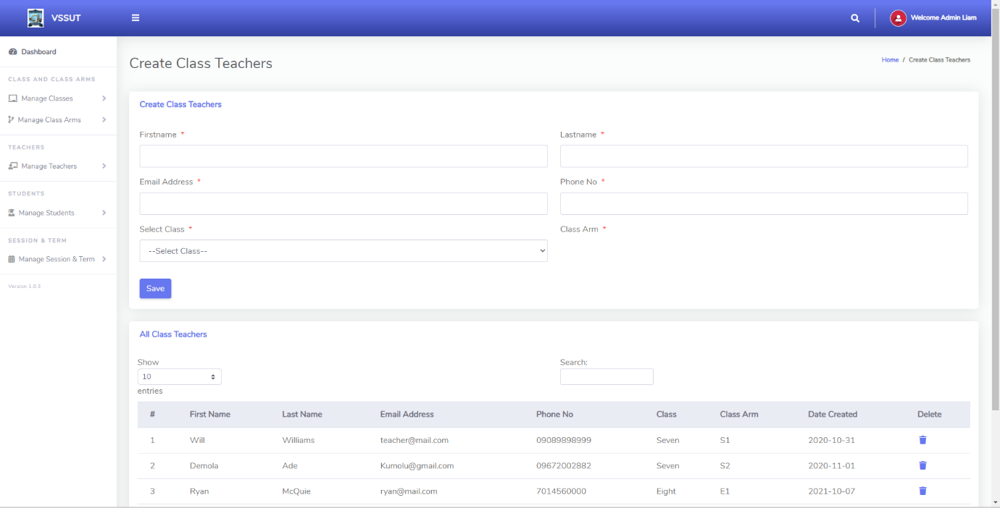 VSSUT
Welcome Admin Liam
Dashboard
CLASS AND CLASS ARMS
Manage Classes
Manage Class Arms
TEACHERS
Manage Teachers
STUDENTS
Manage Students
SESSION & TERM
Manage Session & Term
Version 1.0.3
Create Class Teachers
Home / Create Class Teachers
Create Class Teachers
Firstname *
Lastname *
Email Address *
Phone No *
Select Class *
Class Arm *
--Select Class--
Save
All Class Teachers
Show
10
entries
Search:
# First Name Last Name Email Address Phone No Class Class Arm Date Created Delete
1 Will Williams teacher@mail.com 09089898999 Seven S1 2020-10-31
2 Demola Ade Kumolu@gmail.com 09672002882 Seven S2 2020-11-01
3 Ryan McQuie ryan@mail.com 7014560000 Eight E1 2021-10-07